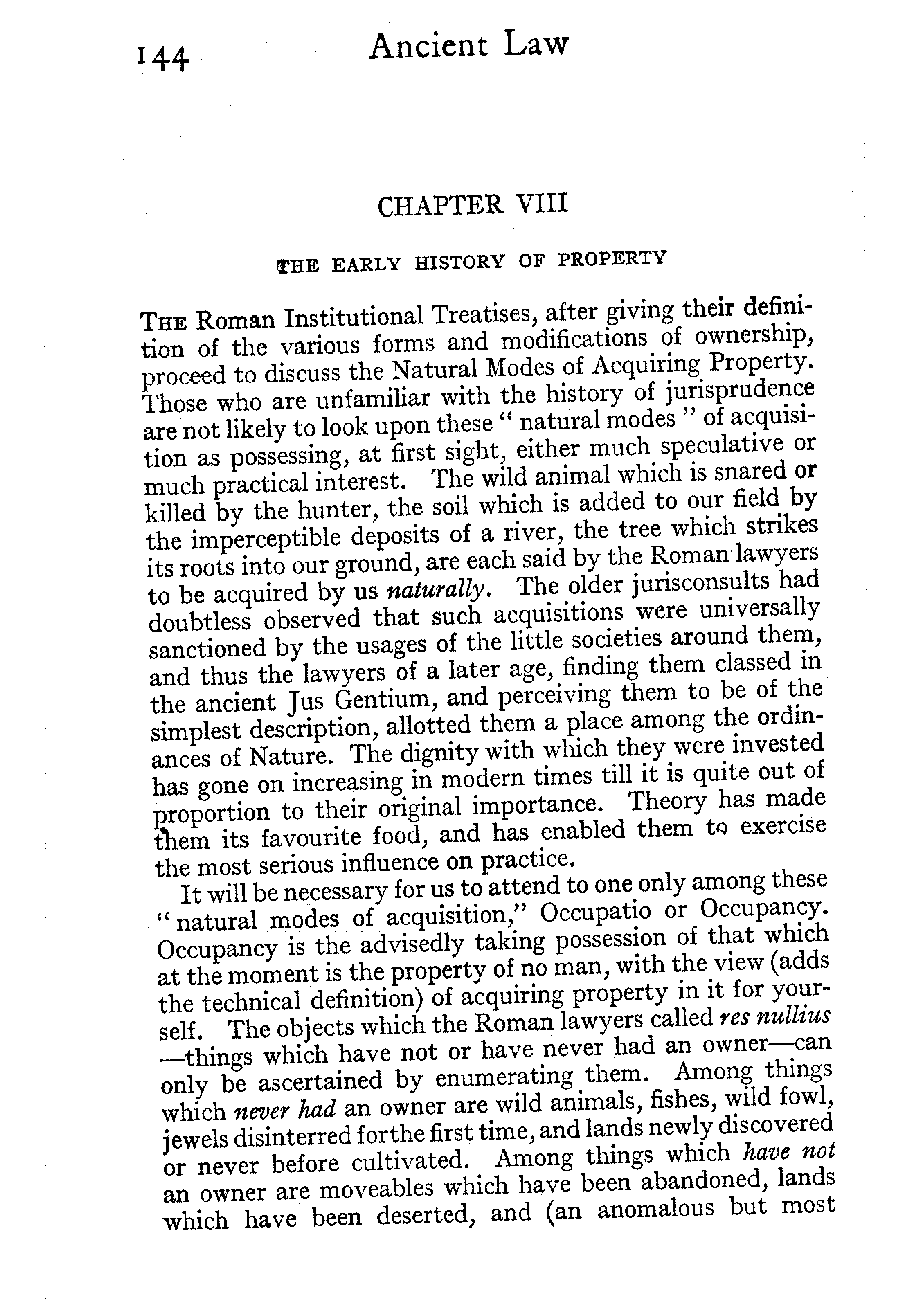 144 Ancient Law
CHAPTER VIII
THE EARLY HISTORY OF PROPERTY
THE Roman Institutional Treatises, after giving their defini-
tion of the various forms and modifications of ownership,
proceed to discuss the Natural Modes of Acquiring Property.
Those who are unfamiliar with the history of jurisprudence
are not likely to look upon these “ natural modes ” of acquisi-
tion as possessing, at first sight, either much speculative or
much practical interest. The wild animal which is snared or
killed by the hunter, the soil which is added to our field by
the imperceptible deposits of a river, the tree which strikes
its roots into our ground, are each said by the Roman lawyers
to be acquired by us naturally. The older jurisconsults had
doubtless observed that such acquisitions were universally
sanctioned by the usages of the little societies around them,
and thus the lawyers of a later age, finding them classed in
the ancient Jus Gentium, and perceiving them to be of the
simplest description, allotted them a place among the ordin-
ances of Nature. The dignity with which they were invested
has gone on increasing in modern times till it is quite out of
proportion to their original importance. Theory has made
them its favourite food, and has enabled them to exercise
the most serious influence on practice.
It will be necessary for us to attend to one only among these
“ natural modes of acquisition,” Occupatio or Occupancy.
Occupancy is the advisedly taking possession of that which
at the moment is the property of no man, with the view (adds
the technical definition) of acquiring property in it for your-
self. The objects which the Roman lawyers called res nullius
—things which have not or have never had an owner—can
only be ascertained by enumerating them. Among things
which never had an owner are wild animals, fishes, wild fowl,
jewels disinterred forthe first time, and lands newly discovered
or never before cultivated. Among things which have not
an owner are moveables which have been abandoned, lands
which have been deserted, and (an anomalous but most